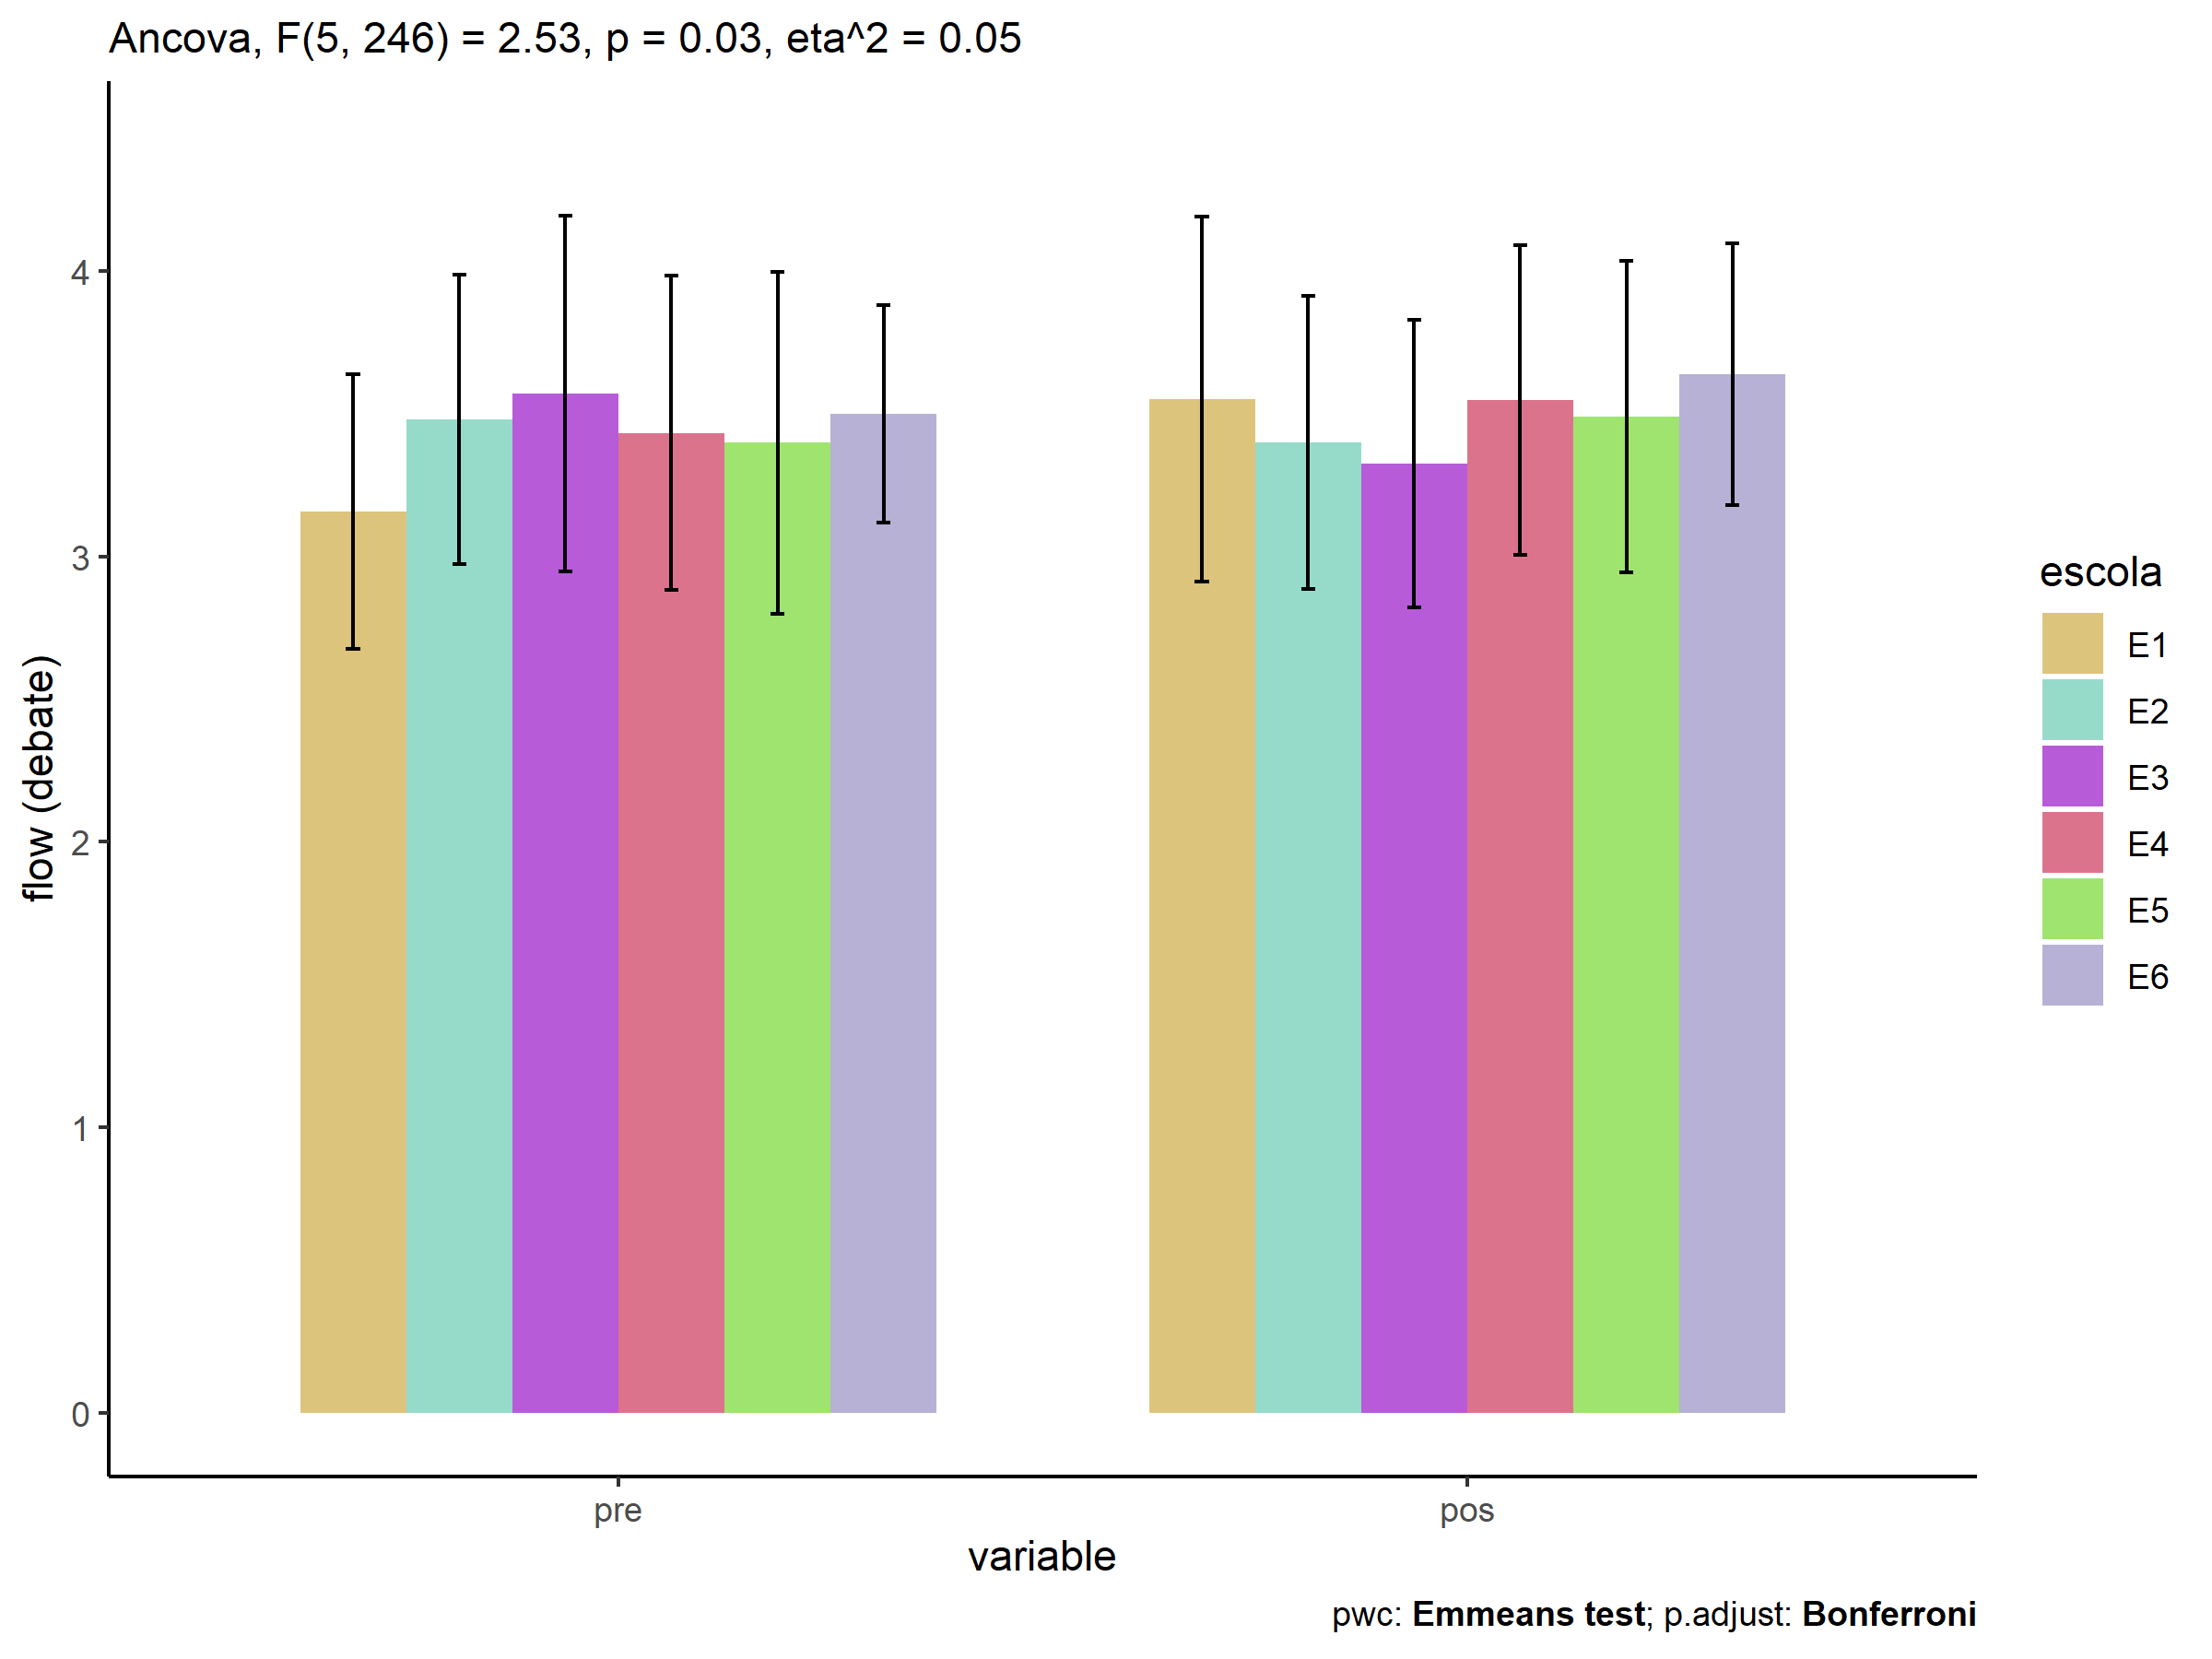 Ancova, F(5, 246) = 2.53, p = 0.03, eta^2 = 0.05
flow (debate)
4
3
2
1
0
pre
pos
variable
escola
E1
E2
E3
E4
E5
E6
pwc: Emmeans test; p.adjust: Bonferroni